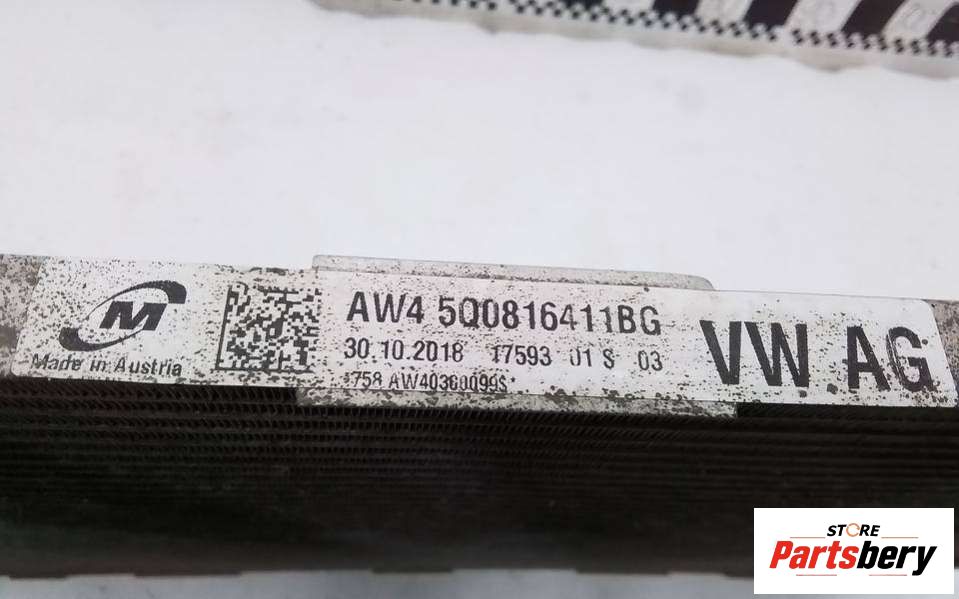 M
Made in Austria
AW4 5Q0816411BG
30.10.2018 17593 01 S 03
VW AG
STORE
Partsbery